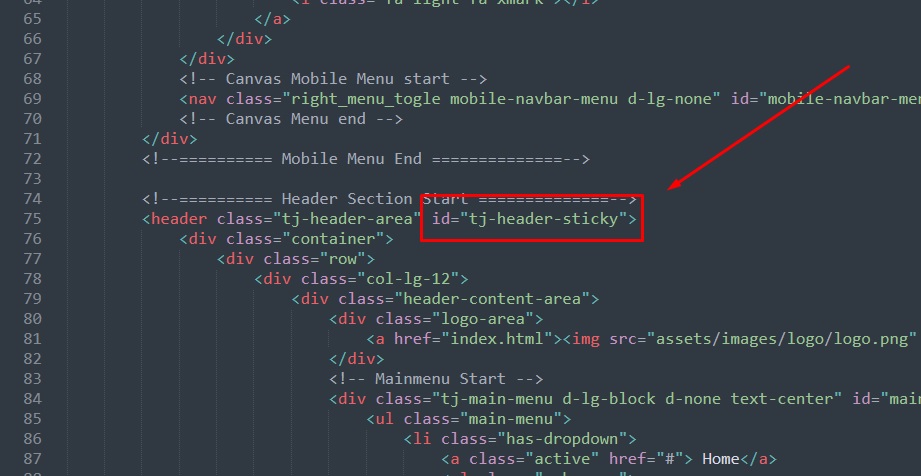 64 <i class="fa-light fa-xmark"></i>
65 </a>
66 </div>
67 </div>
68 <!-- Canvas Mobile Menu start -->
69 <nav class="right_menu_togle mobile-navbar-menu d-lg-none" id="mobile-navbar-men
70 <!-- Canvas Menu end -->
71 </div>
72 <!--========== Mobile Menu End ==============-->
73
74 <!--========== Header Section Start ==============-->
75 <header class="tj-header-area" id="tj-header-sticky">
76 <div class="container">
77 <div class="row">
78 <div class="col-lg-12">
79 <div class="header-content-area">
80 <div class="logo-area">
81 <a href="index.html"><img src="assets/images/logo/logo.png"
82 </div>
83 <!-- Mainmenu Start -->
84 <div class="tj-main-menu d-lg-block d-none text-center" id="main
85 <ul class="main-menu">
86 <li class="has-dropdown">
87 <a class="active" href="#"> Home</a>